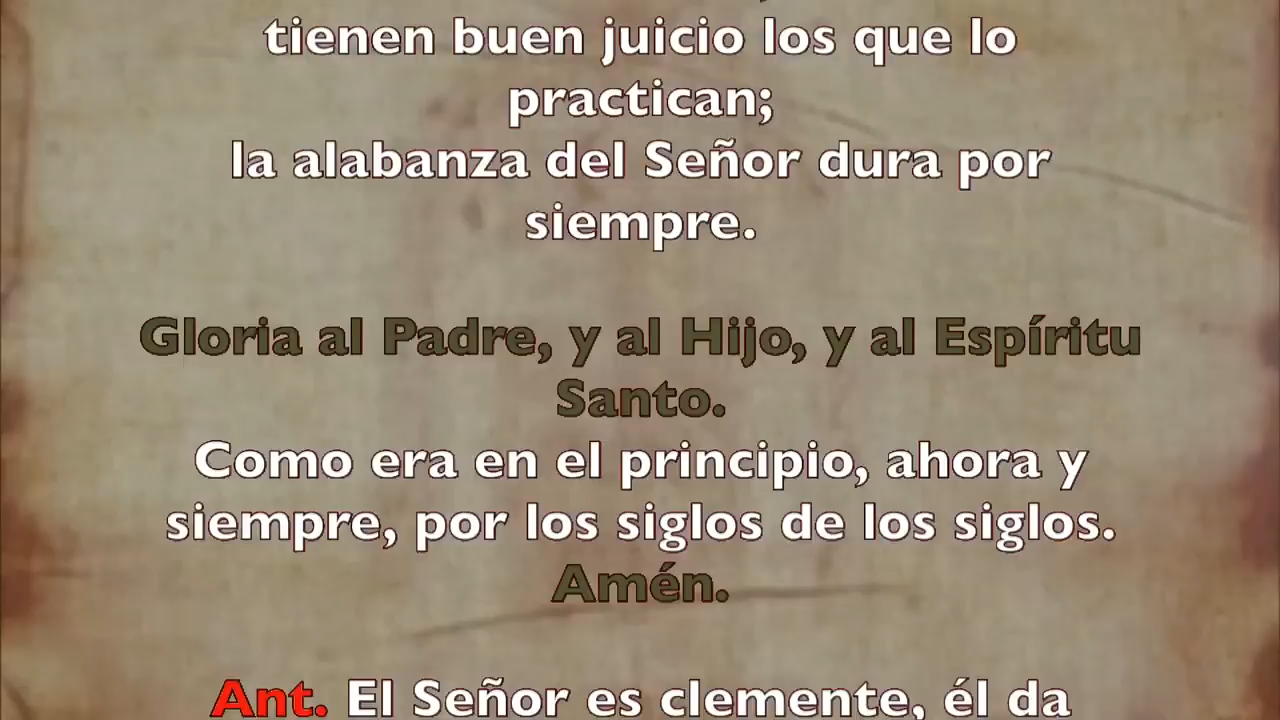 tienen buen juicio los que lo
practican;
la alabanza del Señor dura por
siempre.
Gloria al Padre, y al Hijo, y al Espíritu
Santo.
Como era en el principio, ahora y
siempre, por los siglos de los siglos.
Amén.
Ant. El Señor es clemente, él da